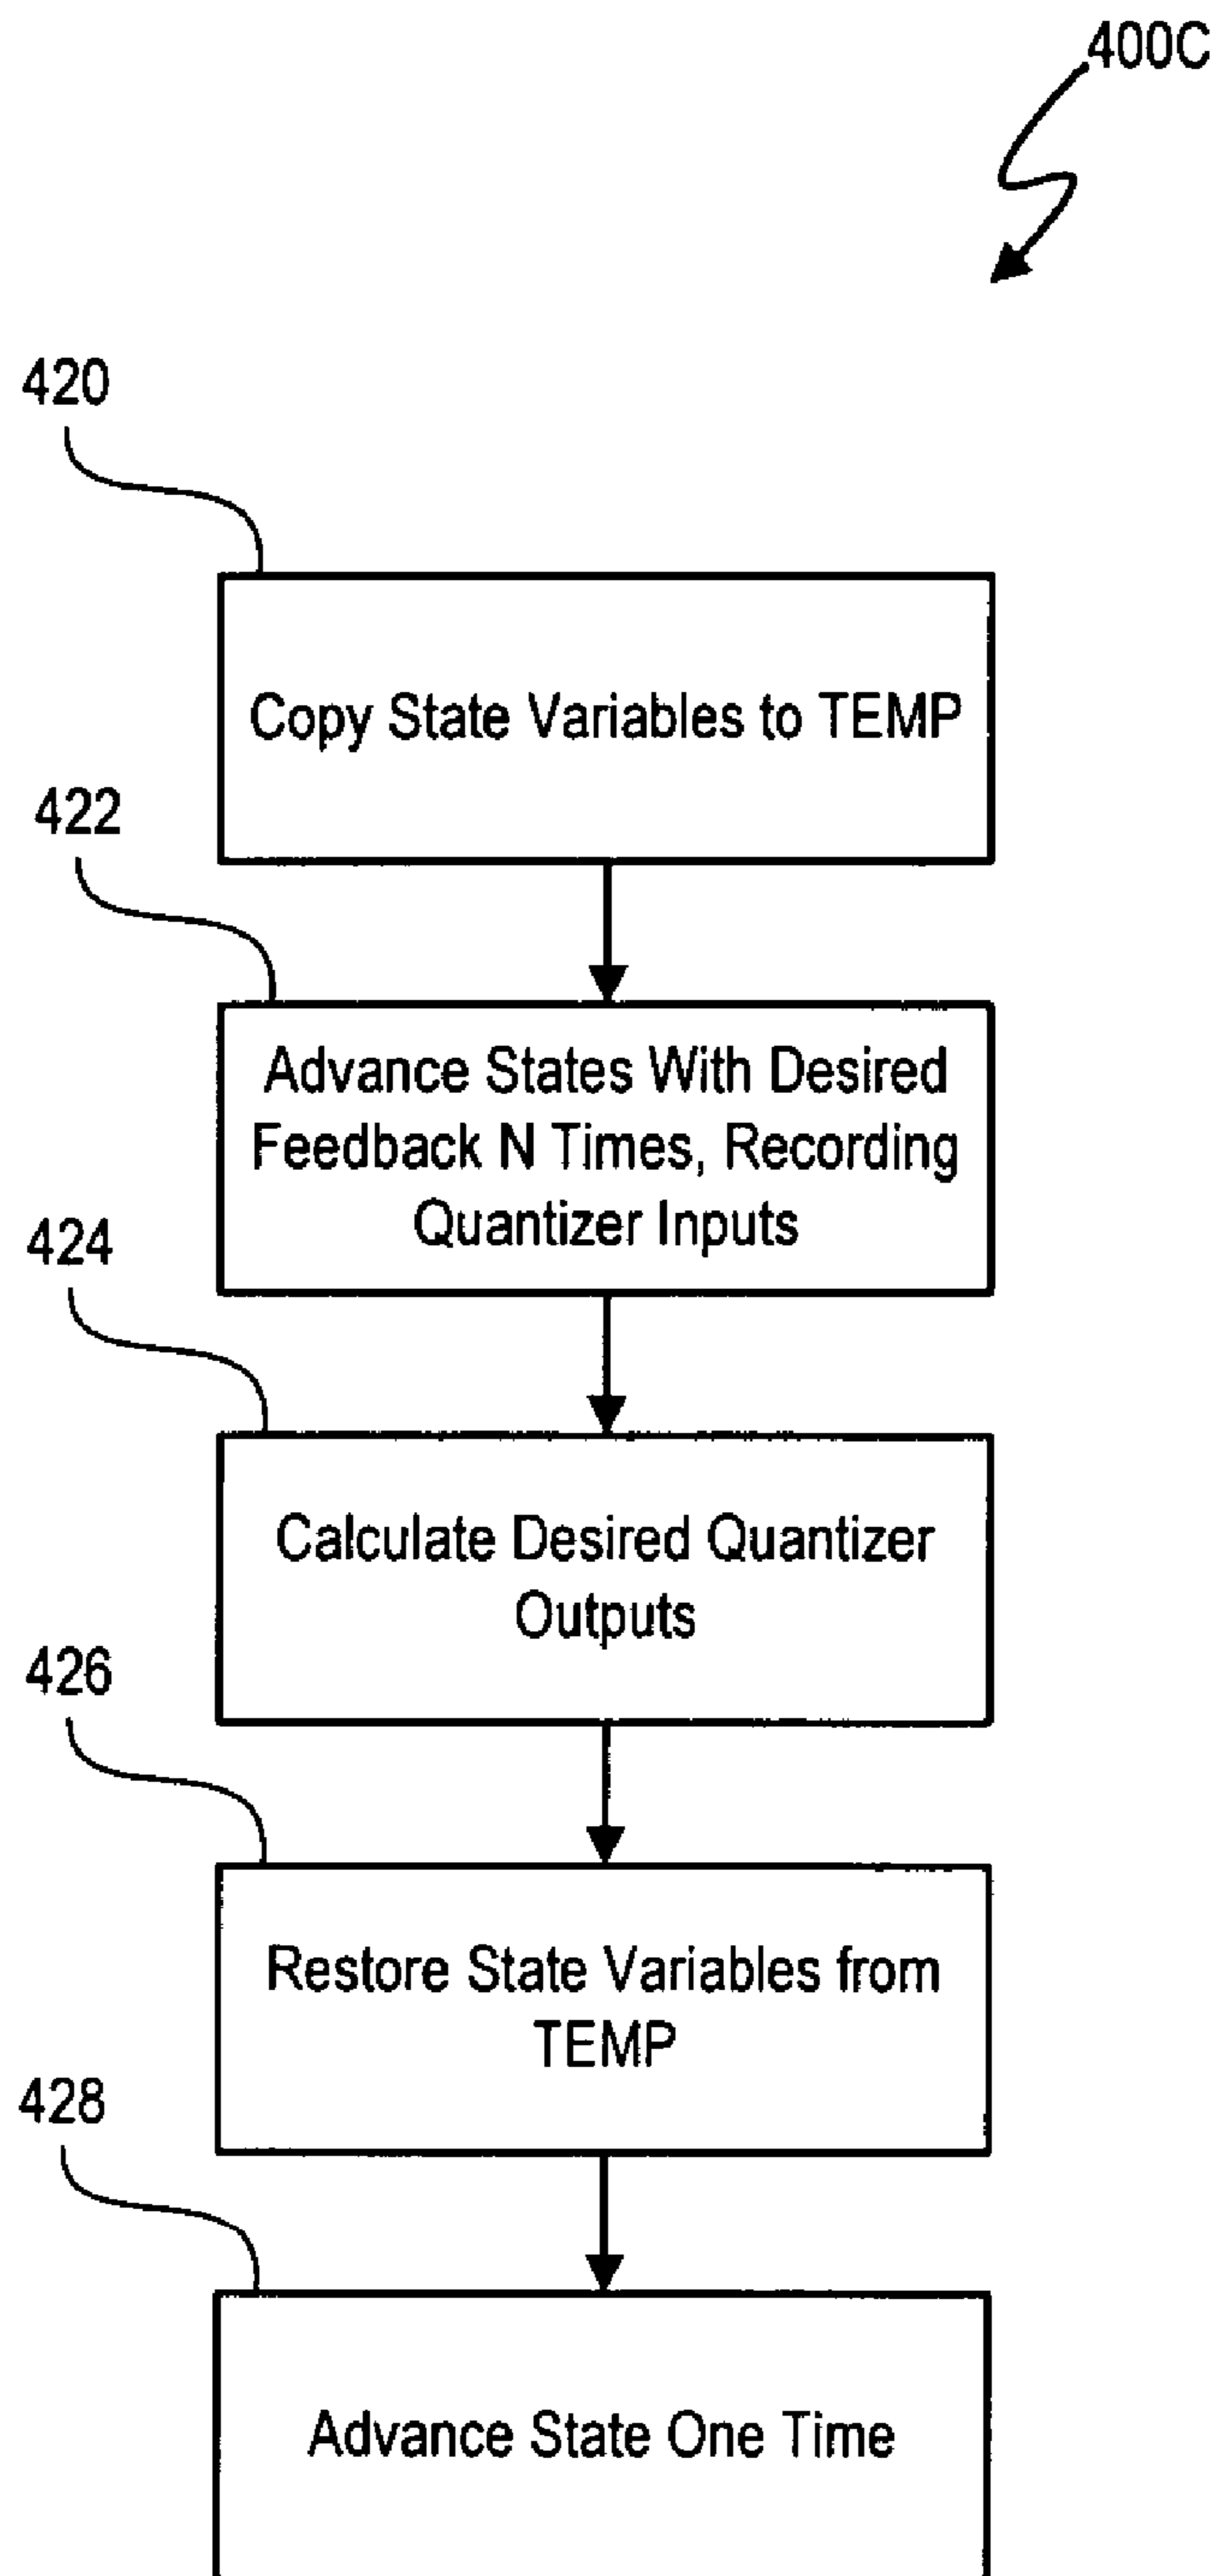 400C
420
Copy State Variables to TEMP
422
Advance States With Desired
Feedback N Times, Recording
Quantizer Inputs
424
Calculate Desired Quantizer
Outputs
426
Restore State Variables from
TEMP
428
Advance State One Time